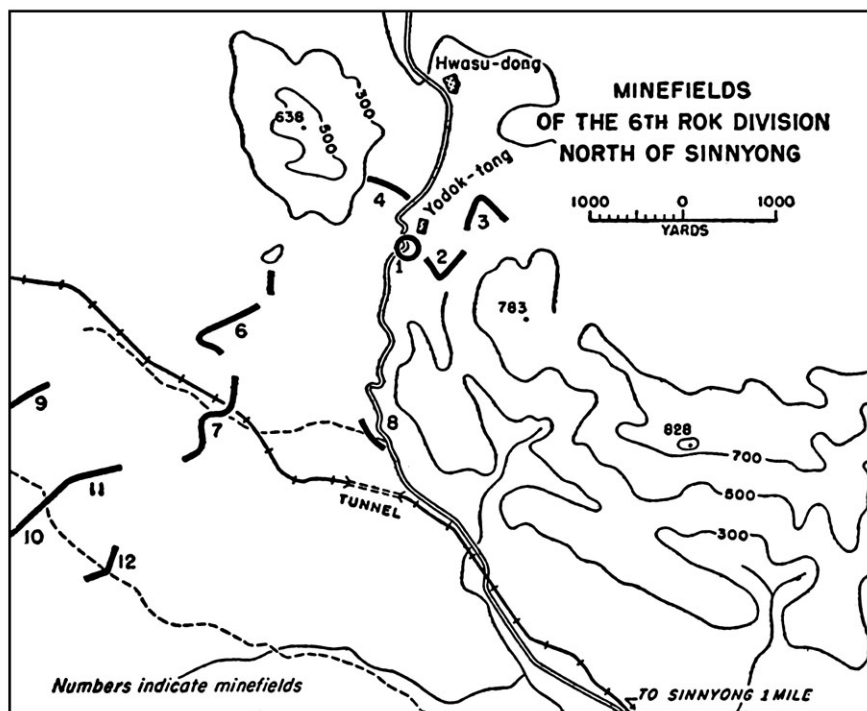 MINEFIELDS
OF THE 6TH ROK DIVISION
NORTH OF SINNYONG
1000 0 1000
YARDS
Hwasu-dong
300
500
638
Yodok-tong
4
3
1
2
783
6
9
7
8
828
700
500
300
11
TUNNEL
10
12
Numbers indicate minefields
TO SINNYONG 1 MILE